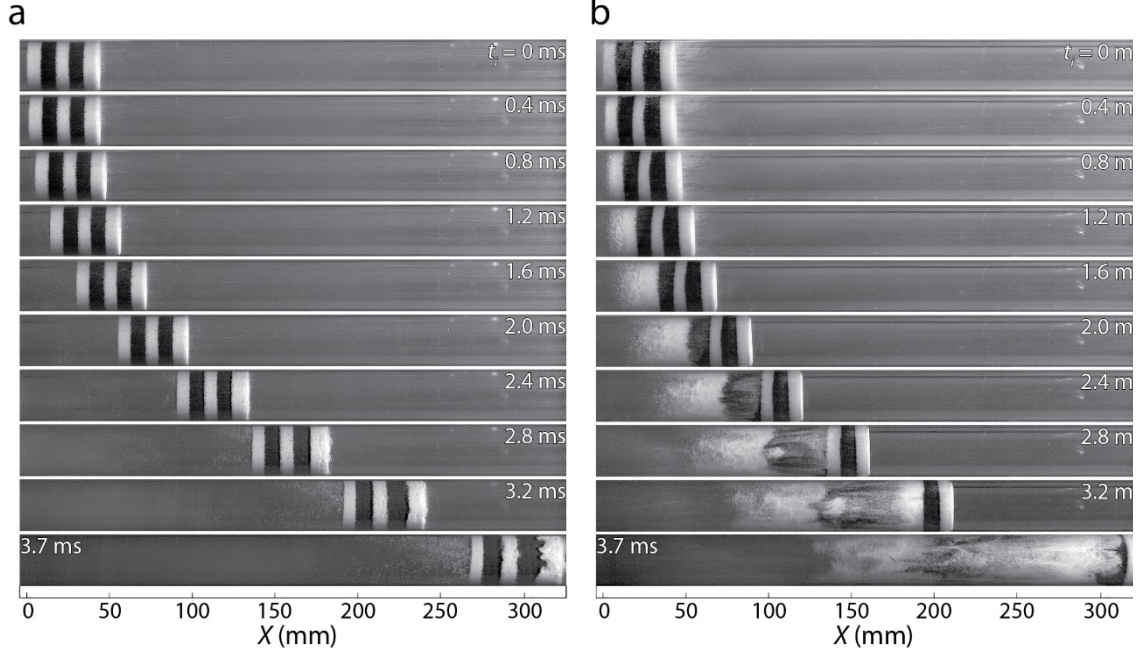 a
t_i = 0 ms
0.4 ms
0.8 ms
1.2 ms
1.6 ms
2.0 ms
2.4 ms
2.8 ms
3.2 ms
3.7 ms
0 50 100 150 200 250 300
X (mm)
b
t_i = 0 m
0.4 m
0.8 m
1.2 m
1.6 m
2.0 m
2.4 m
2.8 m
3.2 m
3.7 ms
0 50 100 150 200 250 300
X (mm)